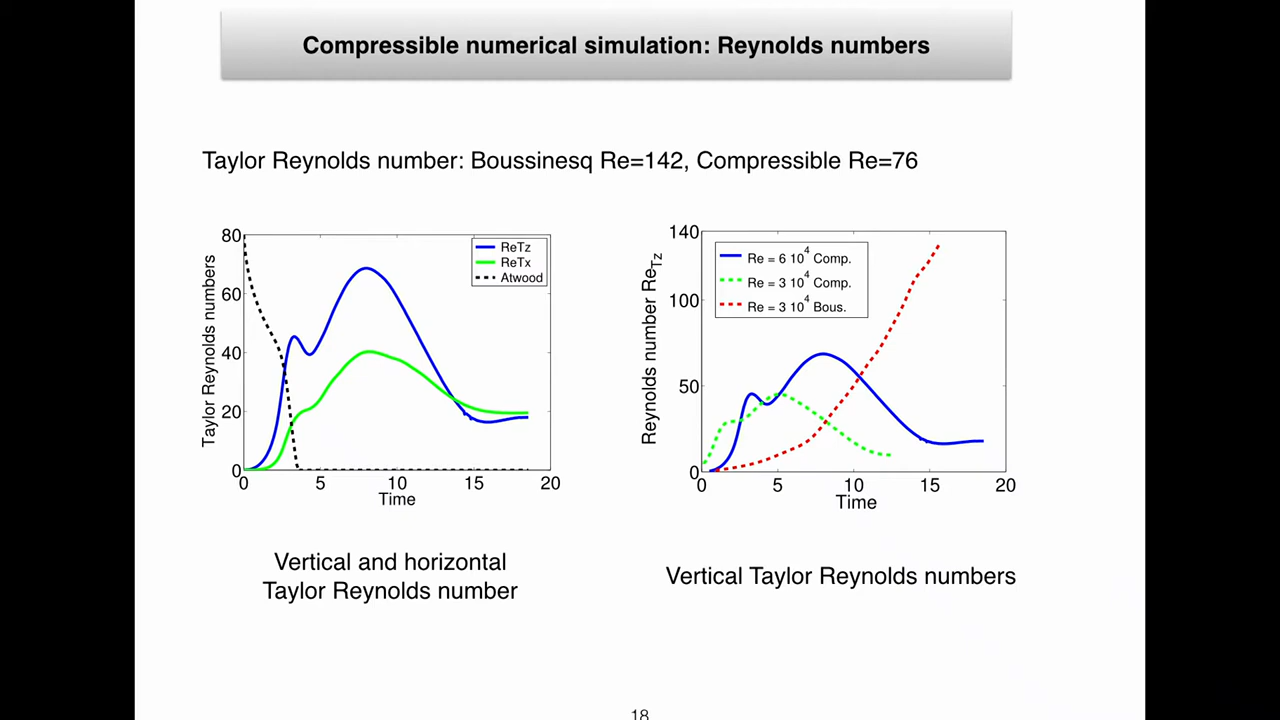 Compressible numerical simulation: Reynolds numbers
Taylor Reynolds number: Boussinesq Re=142, Compressible Re=76
Taylor Reynolds numbers
80
60
40
20
0
0 5 10 15 20
Time
ReTz
ReTx
Atwood
Vertical and horizontal
Taylor Reynolds number
Reynolds number Re_Tz
140
100
50
0
0 5 10 15 20
Time
Re = 6 10^4 Comp.
Re = 3 10^4 Comp.
Re = 3 10^4 Bous.
Vertical Taylor Reynolds numbers
18